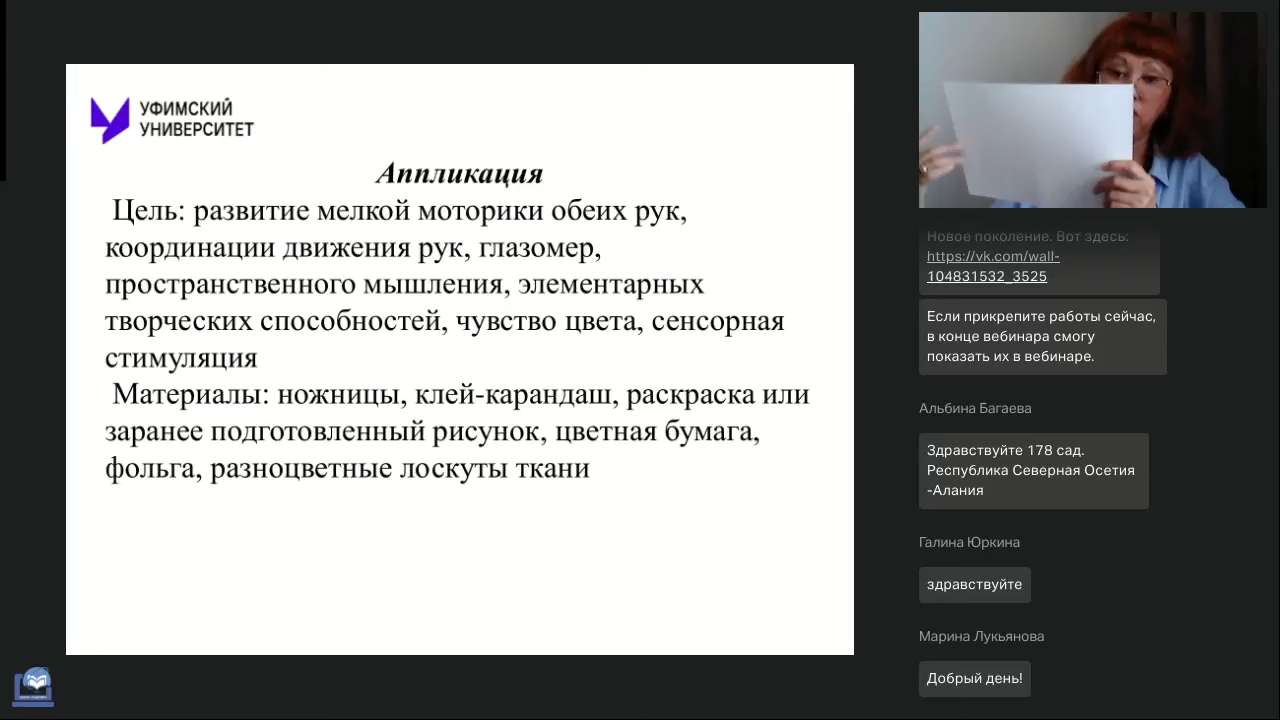 УФИМСКИЙ
УНИВЕРСИТЕТ
Аппликация
Цель: развитие мелкой моторики обеих рук,
координации движения рук, глазомер,
пространственного мышления, элементарных
творческих способностей, чувство цвета, сенсорная
стимуляция
Материалы: ножницы, клей-карандаш, раскраска или
заранее подготовленный рисунок, цветная бумага,
фольга, разноцветные лоскуты ткани
Новое поколение. Вот здесь:
https://vk.com/wall-
104831532_3525
Если прикрепите работы сейчас,
в конце вебинара смогу
показать их в вебинаре.
Альбина Багаева
Здравствуйте 178 сад.
Республика Северная Осетия
-Алания
Галина Юркина
здравствуйте
Марина Лукьянова
Добрый день!